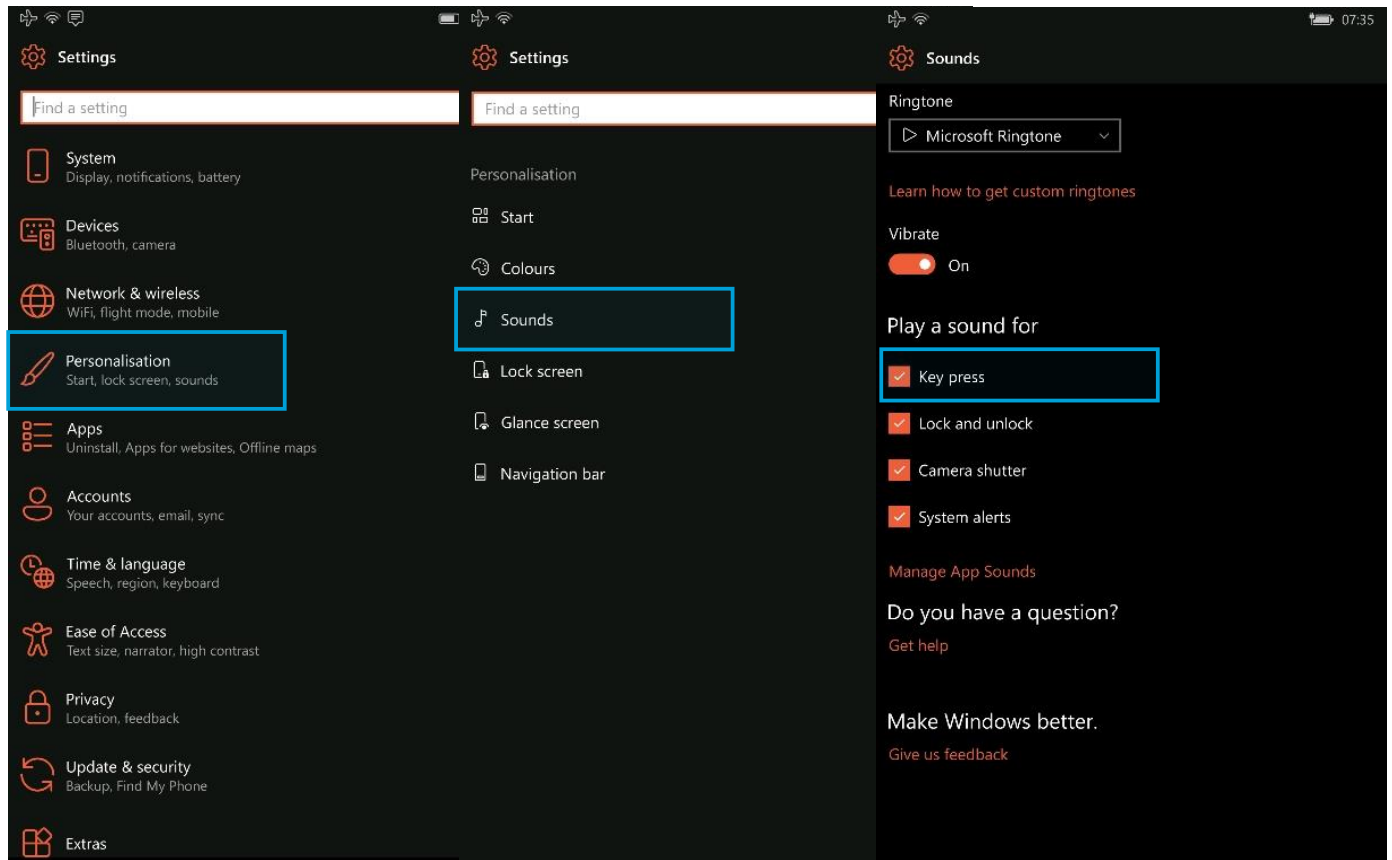 Settings
Find a setting
System
Display, notifications, battery
Devices
Bluetooth, camera
Network & wireless
WiFi, flight mode, mobile
Personalisation
Start, lock screen, sounds
Apps
Uninstall, Apps for websites, Offline maps
Accounts
Your accounts, email, sync
Time & language
Speech, region, keyboard
Ease of Access
Text size, narrator, high contrast
Privacy
Location, feedback
Update & security
Backup, Find My Phone
Extras
Settings
Find a setting
Personalisation
Start
Colours
Sounds
Lock screen
Glance screen
Navigation bar
07:35
Sounds
Ringtone
Microsoft Ringtone
Learn how to get custom ringtones
Vibrate
On
Play a sound for
Key press
Lock and unlock
Camera shutter
System alerts
Manage App Sounds
Do you have a question?
Get help
Make Windows better.
Give us feedback